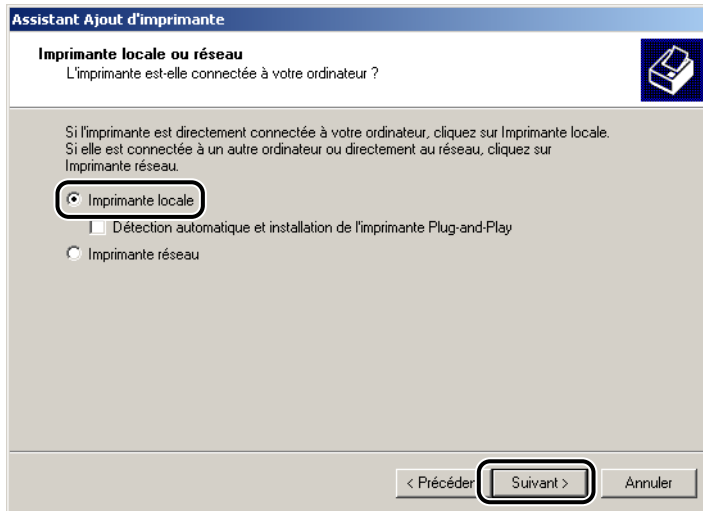 Assistant Ajout d'imprimante
Imprimante locale ou réseau
L'imprimante est-elle connectée à votre ordinateur ?
Si l'imprimante est directement connectée à votre ordinateur, cliquez sur Imprimante locale.
Si elle est connectée à un autre ordinateur ou directement au réseau, cliquez sur
Imprimante réseau.
Imprimante locale
Détection automatique et installation de l'imprimante Plug-and-Play
Imprimante réseau
< Précéden
Suivant >
Annuler